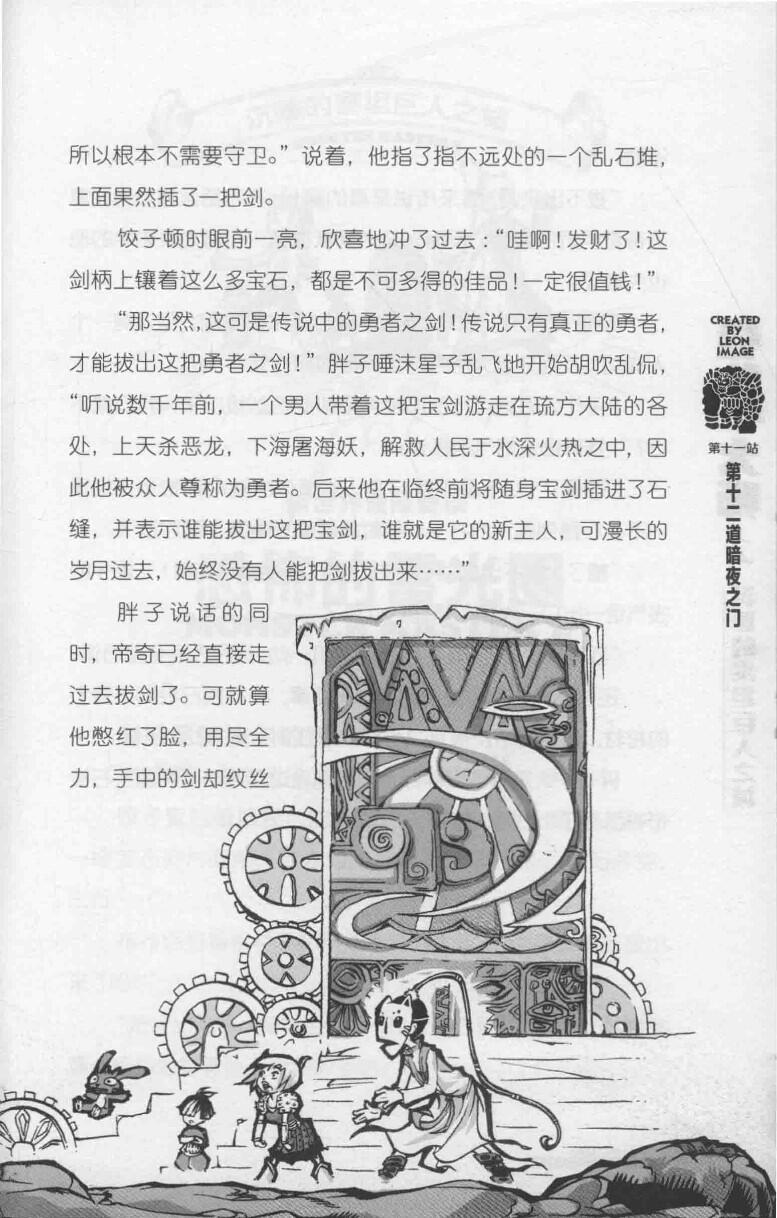 所以根本不需要守卫。”说着，他指了指不远处的一个乱石堆，
上面果然插了一把剑。
饺子顿时眼前一亮，欣喜地冲了过去：“哇啊！发财了！这
剑柄上镶着这么多宝石，都是不可多得的佳品！一定很值钱！”
“那当然，这可是传说中的勇者之剑！传说只有真正的勇者，
才能拔出这把勇者之剑！”胖子唾沫星子乱飞地开始胡吹乱侃，
“听说数千年前，一个男人带着这把宝剑游走在琉方大陆的各
处，上天杀恶龙，下海屠海妖，解救人民于水深火热之中，因
此他被众人尊称为勇者。后来他在临终前将随身宝剑插进了石
缝，并表示谁能拔出这把宝剑，谁就是它的新主人，可漫长的
岁月过去，始终没有人能把剑拔出来……”
胖子说话的同
时，帝奇已经直接走
过去拔剑了。可就算
他憋红了脸，用尽全
力，手中的剑却纹丝
CREATED
BY
LEON
IMAGE
第十一站
第十二道暗夜之门